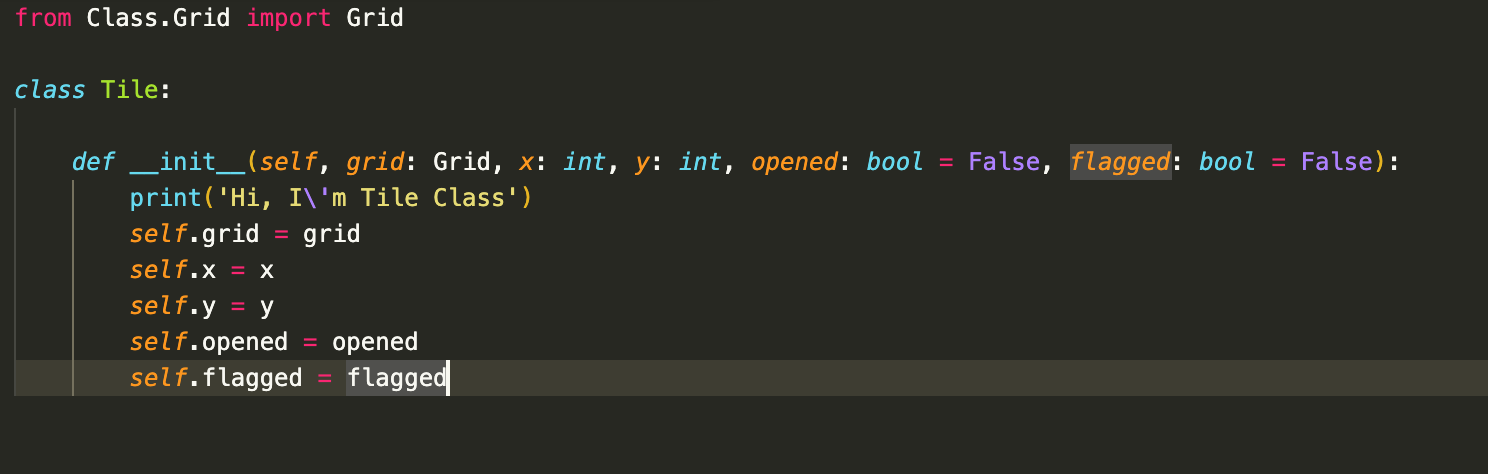 from Class.Grid import Grid
class Tile:
def __init__(self, grid: Grid, x: int, y: int, opened: bool = False, flagged: bool = False):
print('Hi, I\'m Tile Class')
self.grid = grid
self.x = x
self.y = y
self.opened = opened
self.flagged = flagged